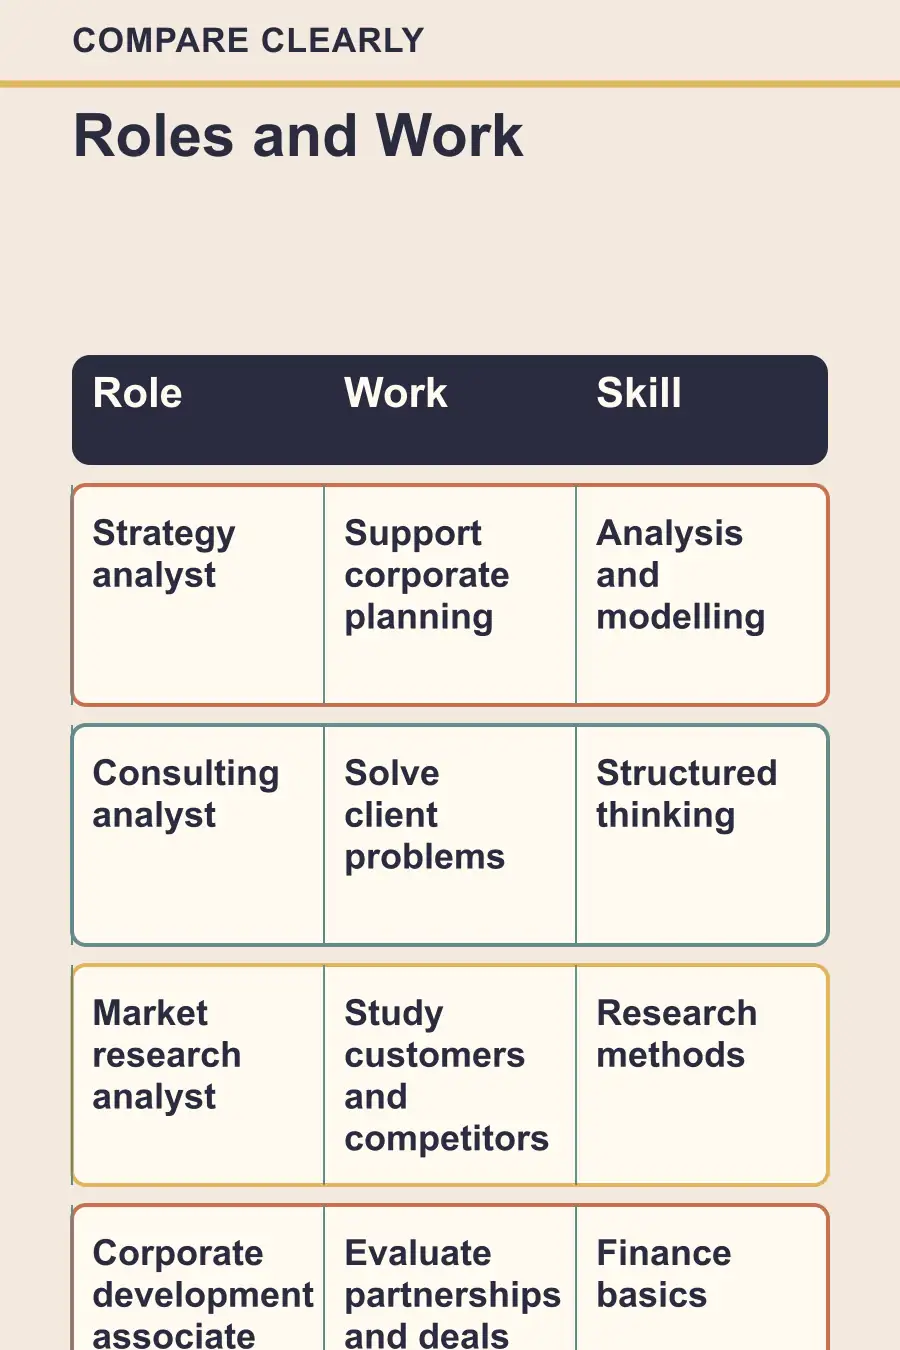 COMPARE CLEARLY
Roles and Work
Role Work Skill
Strategy Support Analysis
analyst corporate and
planning modelling
Consulting Solve Structured
analyst client thinking
problems
Market Study Research
research customers methods
analyst and
competitors
Corporate Evaluate Finance
development partnerships basics
associate and deals